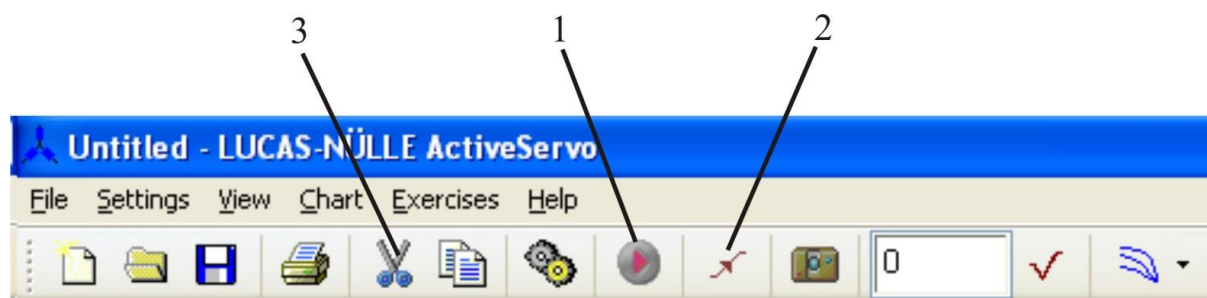 3 1 2
Untitled - LUCAS-NÜLLE ActiveServo
File Settings View Chart Exercises Help
0